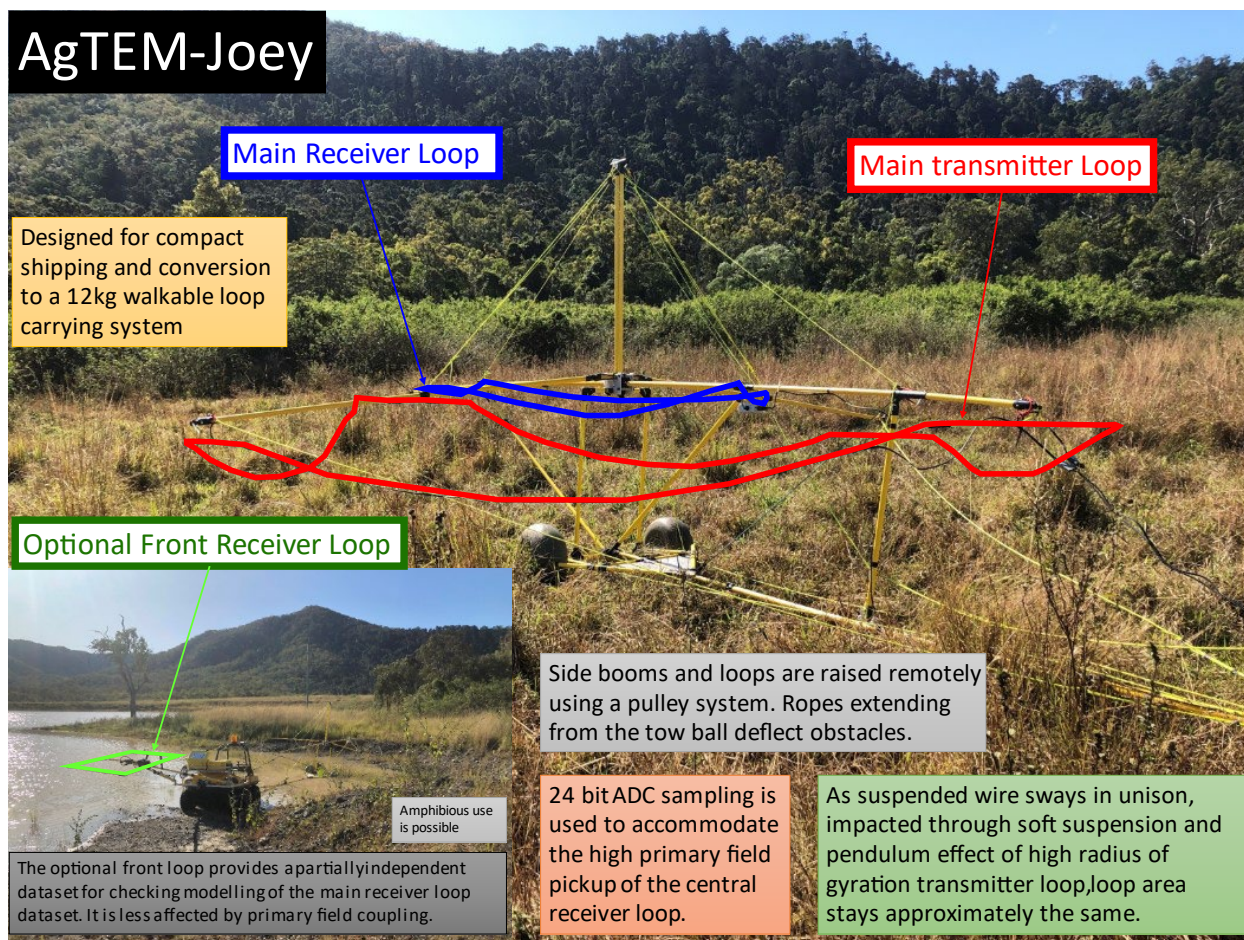 AgTEM-Joey
Main Receiver Loop
Main transmitter Loop
Designed for compact
shipping and conversion
to a 12kg walkable loop
carrying system
Optional Front Receiver Loop
Side booms and loops are raised remotely
using a pulley system. Ropes extending
from the tow ball deflect obstacles.
Amphibious use
is possible
The optional front loop provides a partially independent
dataset for checking modelling of the main receiver loop
dataset. It is less affected by primary field coupling.
24 bit ADC sampling is
used to accommodate
the high primary field
pickup of the central
receiver loop.
As suspended wire sways in unison,
impacted through soft suspension and
pendulum effect of high radius of
gyration transmitter loop,loop area
stays approximately the same.